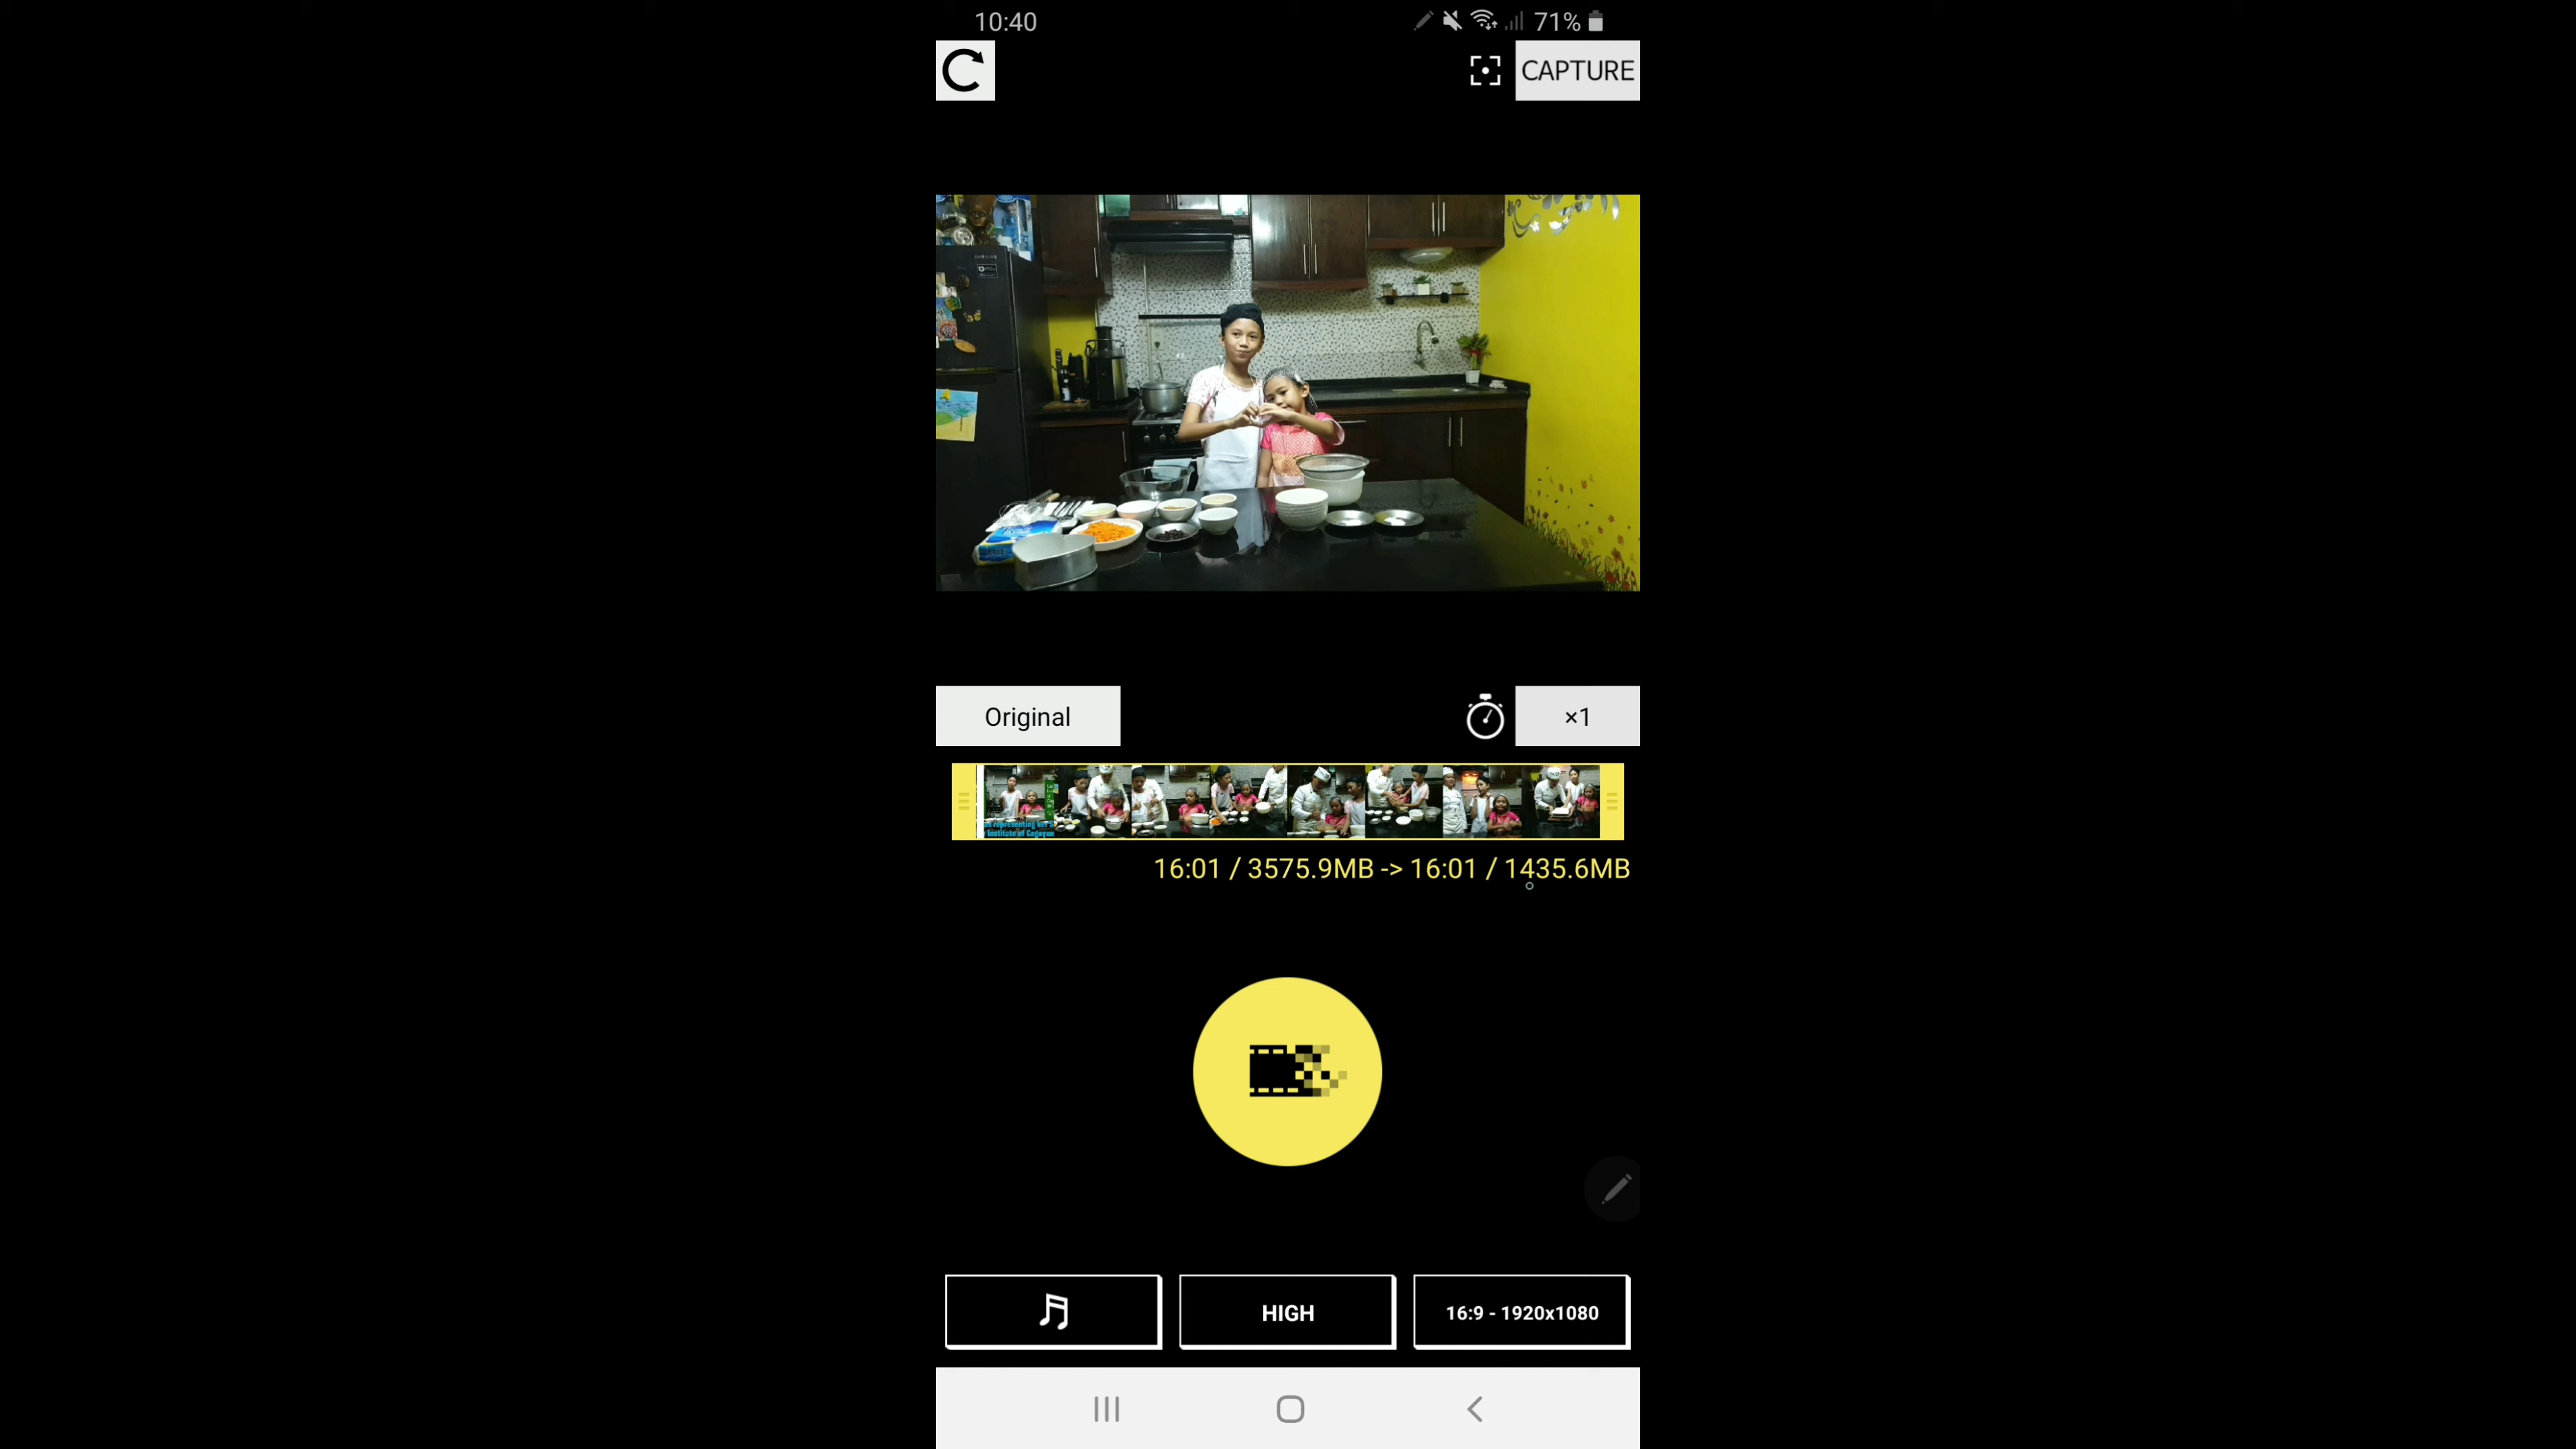 10:40
71%
CAPTURE
Original
×1
16:01 / 3575.9MB -> 16:01 / 1435.6MB
HIGH
16:9 - 1920x1080